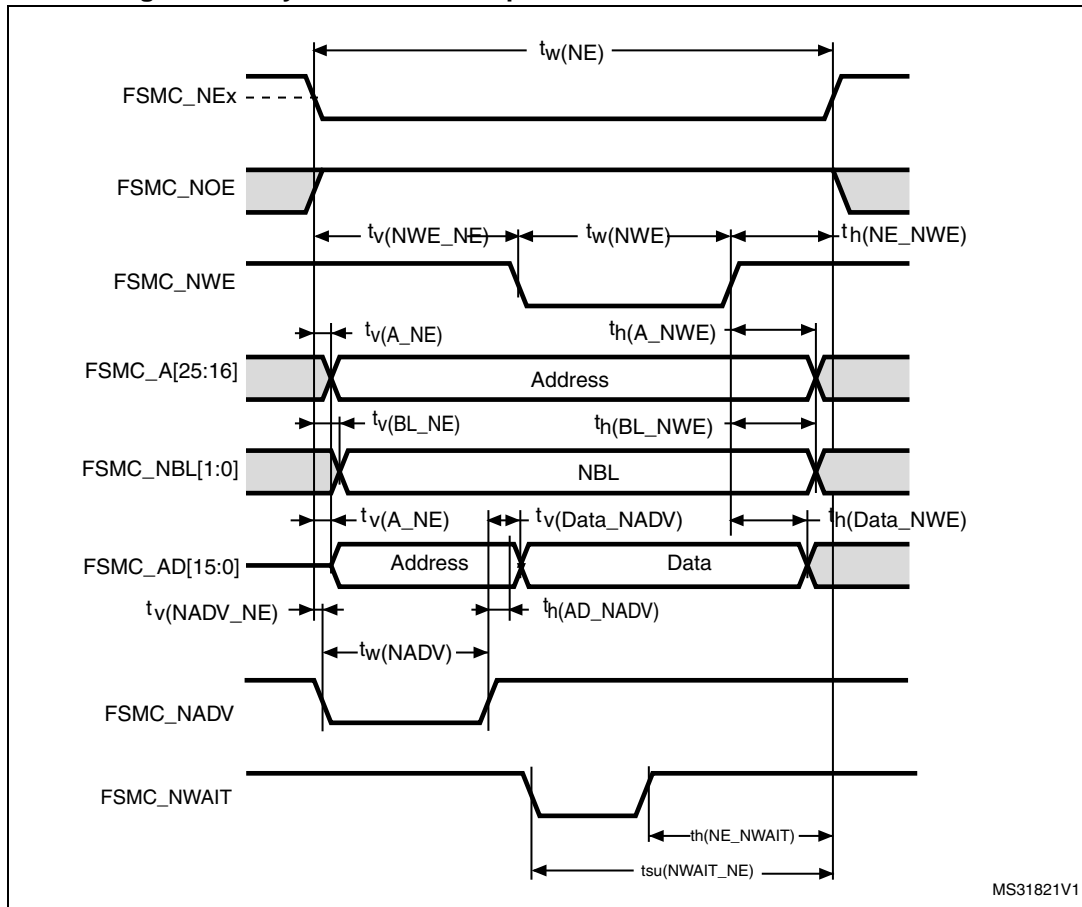 tw(NE)
FSMC_NEx
FSMC_NOE
tv(NWE_NE) tw(NWE) th(NE_NWE)
FSMC_NWE
tv(A_NE) th(A_NWE)
FSMC_A[25:16] Address
tv(BL_NE) th(BL_NWE)
FSMC_NBL[1:0] NBL
tv(A_NE) tv(Data_NADV) th(Data_NWE)
FSMC_AD[15:0] Address Data
tv(NADV_NE) th(AD_NADV)
tw(NADV)
FSMC_NADV
FSMC_NWAIT
th(NE_NWAIT)
tsu(NWAIT_NE)
MS31821V1